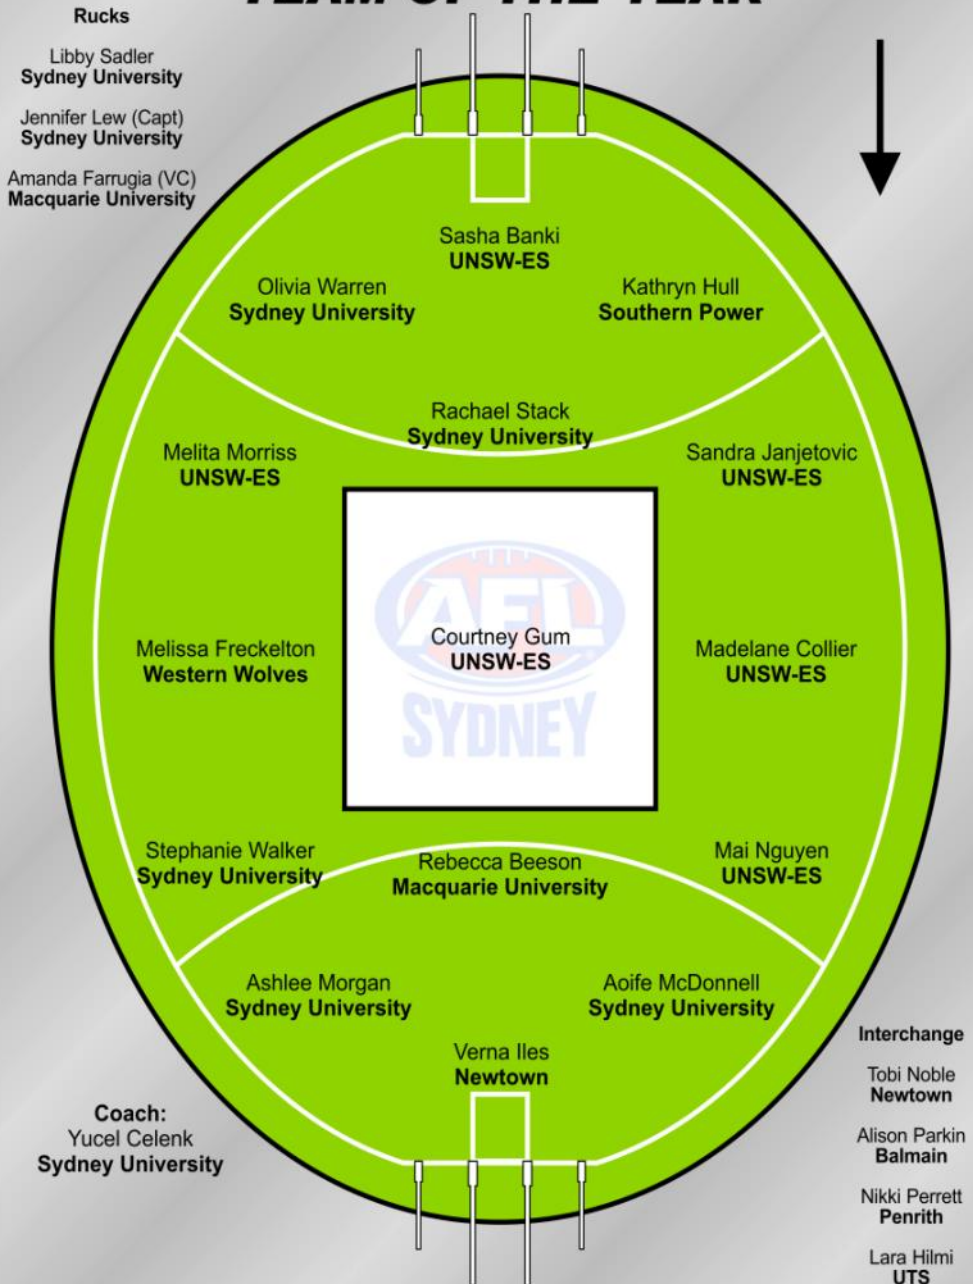 TEAM OF THE YEAR
Rucks
Libby Sadler
Sydney University
Jennifer Lew (Capt)
Sydney University
Amanda Farrugia (VC)
Macquarie University
Sasha Banki
UNSW-ES
Olivia Warren
Sydney University
Kathryn Hull
Southern Power
Rachael Stack
Sydney University
Melita Morriss
UNSW-ES
Sandra Janjetovic
UNSW-ES
Melissa Freckelton
Western Wolves
AFL
Courtney Gum
UNSW-ES
SYDNEY
Madelane Collier
UNSW-ES
Stephanie Walker
Sydney University
Rebecca Beeson
Macquarie University
Mai Nguyen
UNSW-ES
Ashlee Morgan
Sydney University
Aoife McDonnell
Sydney University
Verna Iles
Newtown
Coach:
Yucel Celenk
Sydney University
Interchange
Tobi Noble
Newtown
Alison Parkin
Balmain
Nikki Perrett
Penrith
Lara Hilmi
UTS